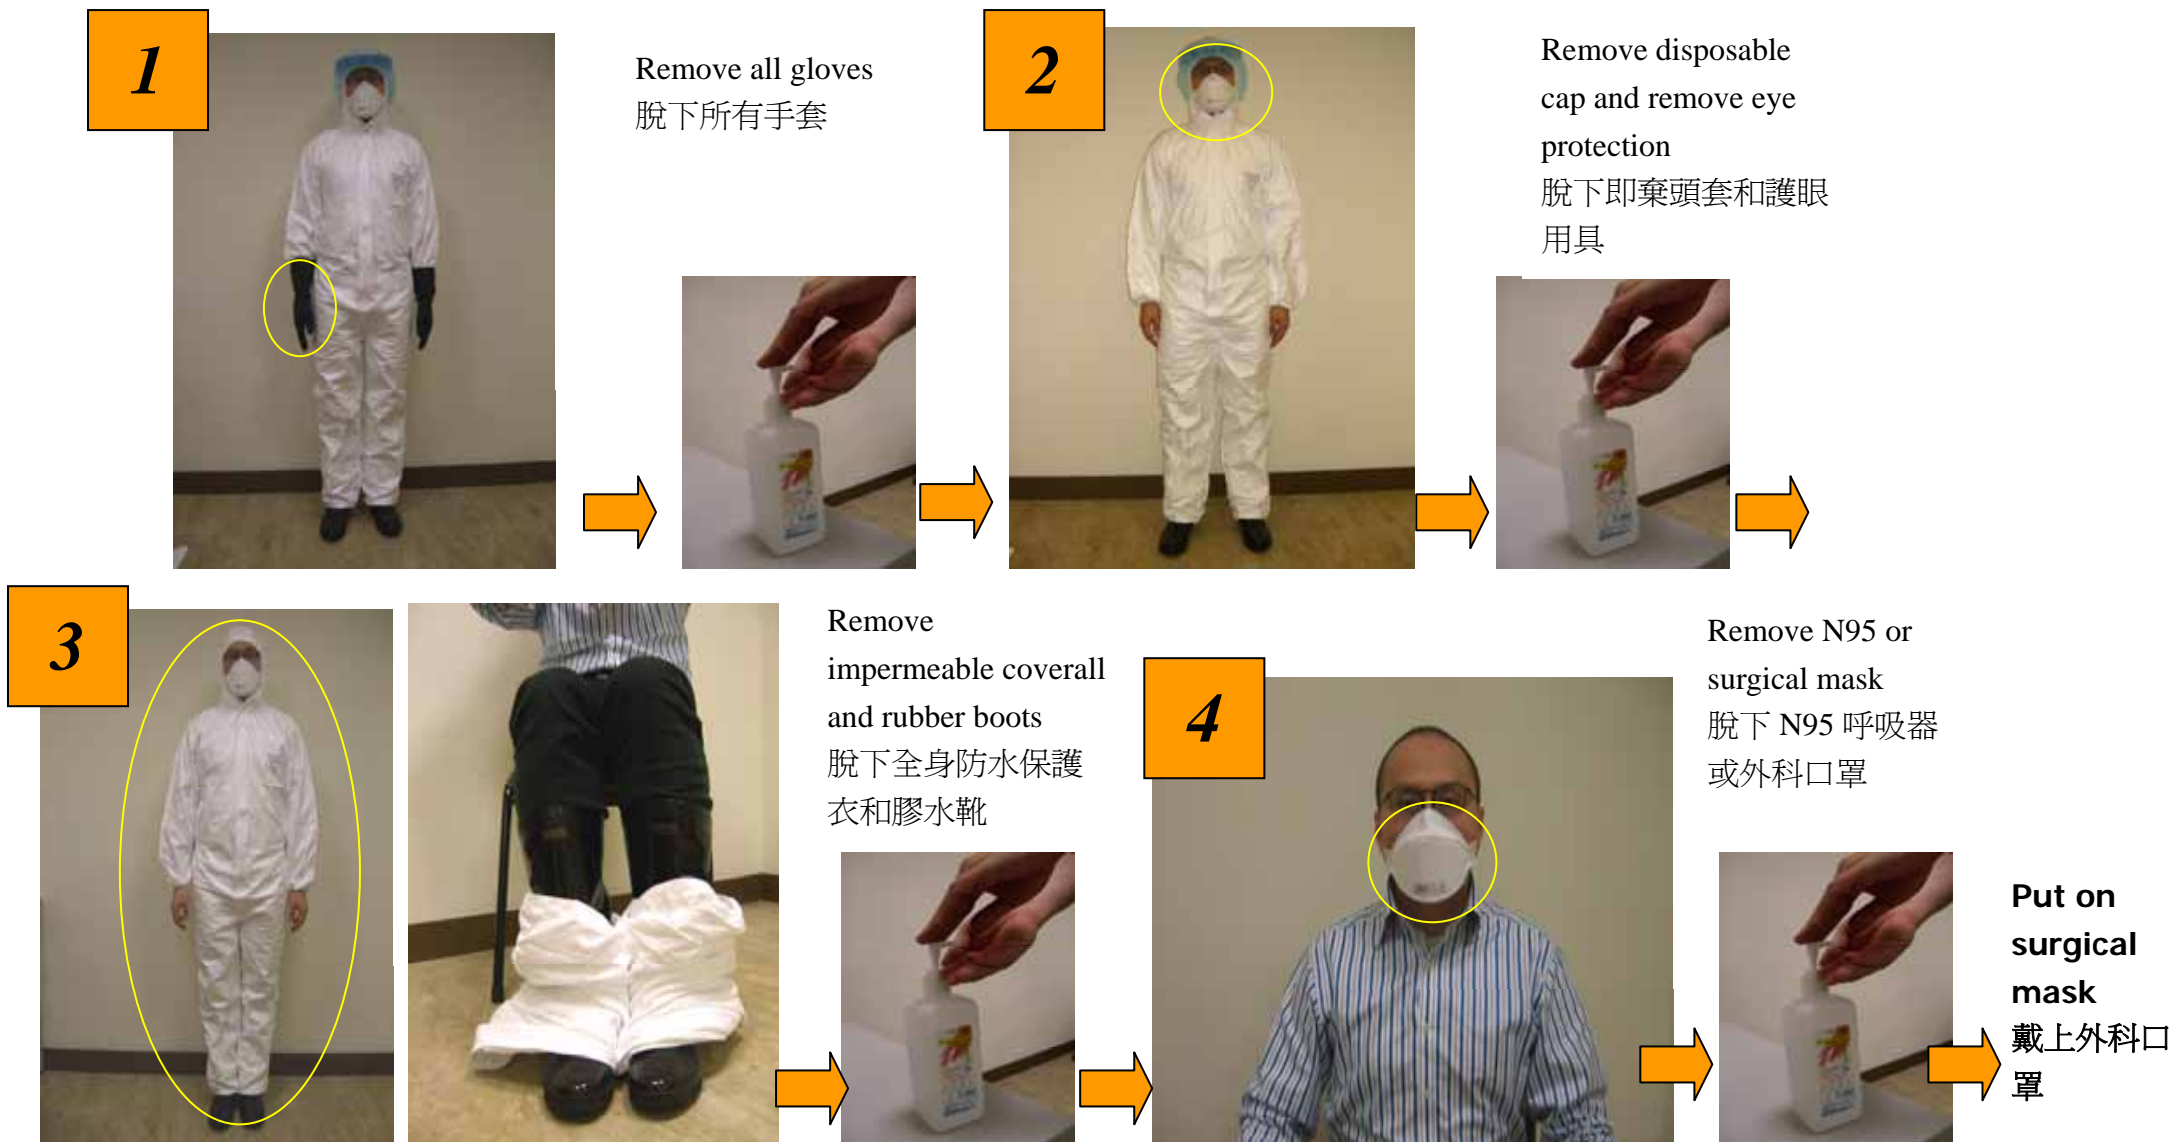 1
Remove all gloves
脫下所有手套
2
Remove disposable
cap and remove eye
protection
脫下即棄頭套和護眼
用具
3
Remove
impermeable coverall
and rubber boots
脫下全身防水保護
衣和膠水靴
4
Remove N95 or
surgical mask
脫下 N95 呼吸器
或外科口罩
Put on
surgical
mask
戴上外科口
罩